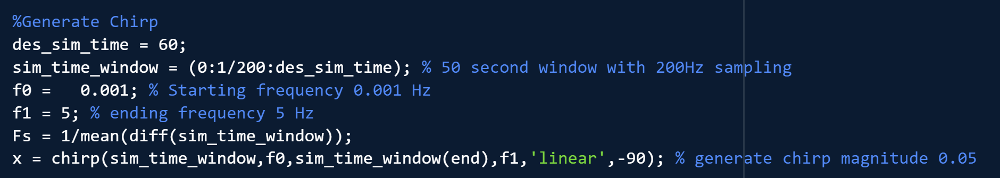 %Generate Chirp
des_sim_time = 60;
sim_time_window = (0:1/200:des_sim_time); % 50 second window with 200Hz sampling
f0 =   0.001; % Starting frequency 0.001 Hz
f1 = 5; % ending frequency 5 Hz
Fs = 1/mean(diff(sim_time_window));
x = chirp(sim_time_window,f0,sim_time_window(end),f1,'linear',-90); % generate chirp magnitude 0.05